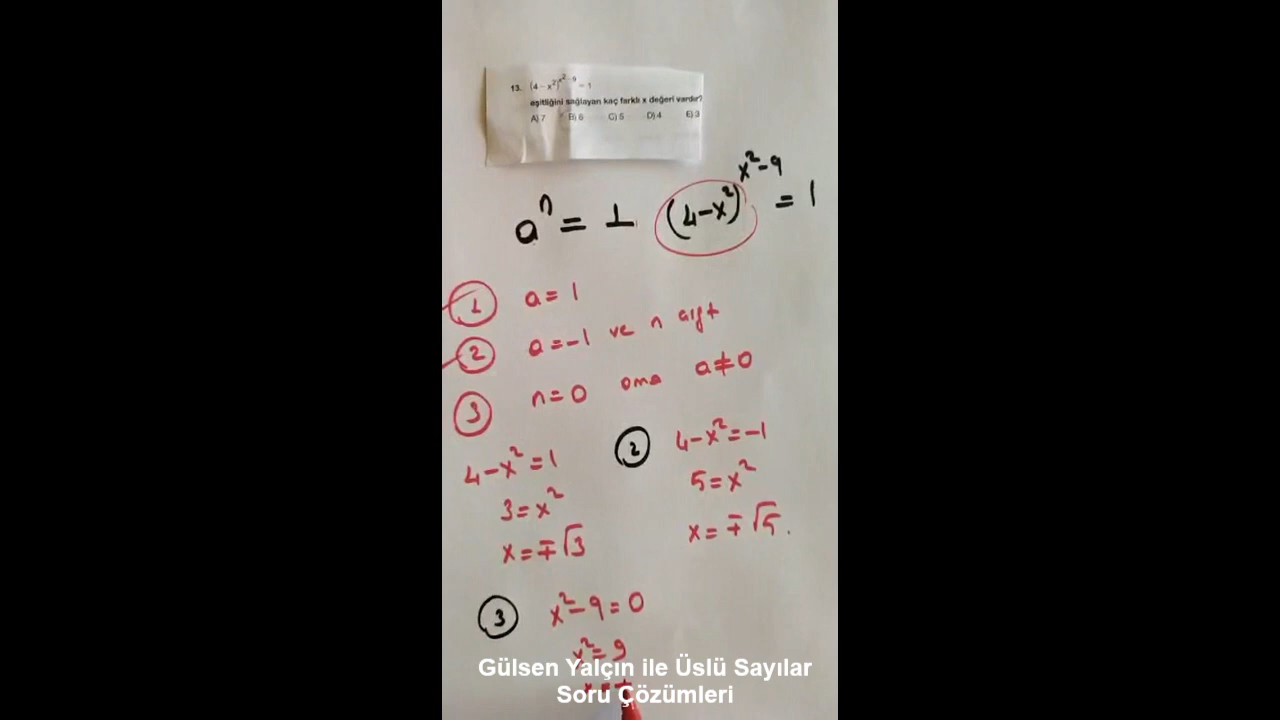 13. (4-x²)^x²-9 = 1
eşitliğini sağlayan kaç farklı x değeri vardır?
A) 7 B) 6 C) 5 D) 4 E) 3
aⁿ = 1 (4-x²)^x²-9 = 1
1 a = 1
2 a = -1 ve n çift
3 n = 0 ama a ≠ 0
4-x² = 1
3 = x²
x = ∓√3
2 4-x² = -1
5 = x²
x = ∓√5.
3 x²-9 = 0
x² = 9
x = ∓
Gülsen Yalçın ile Üslü Sayılar
Soru Çözümleri